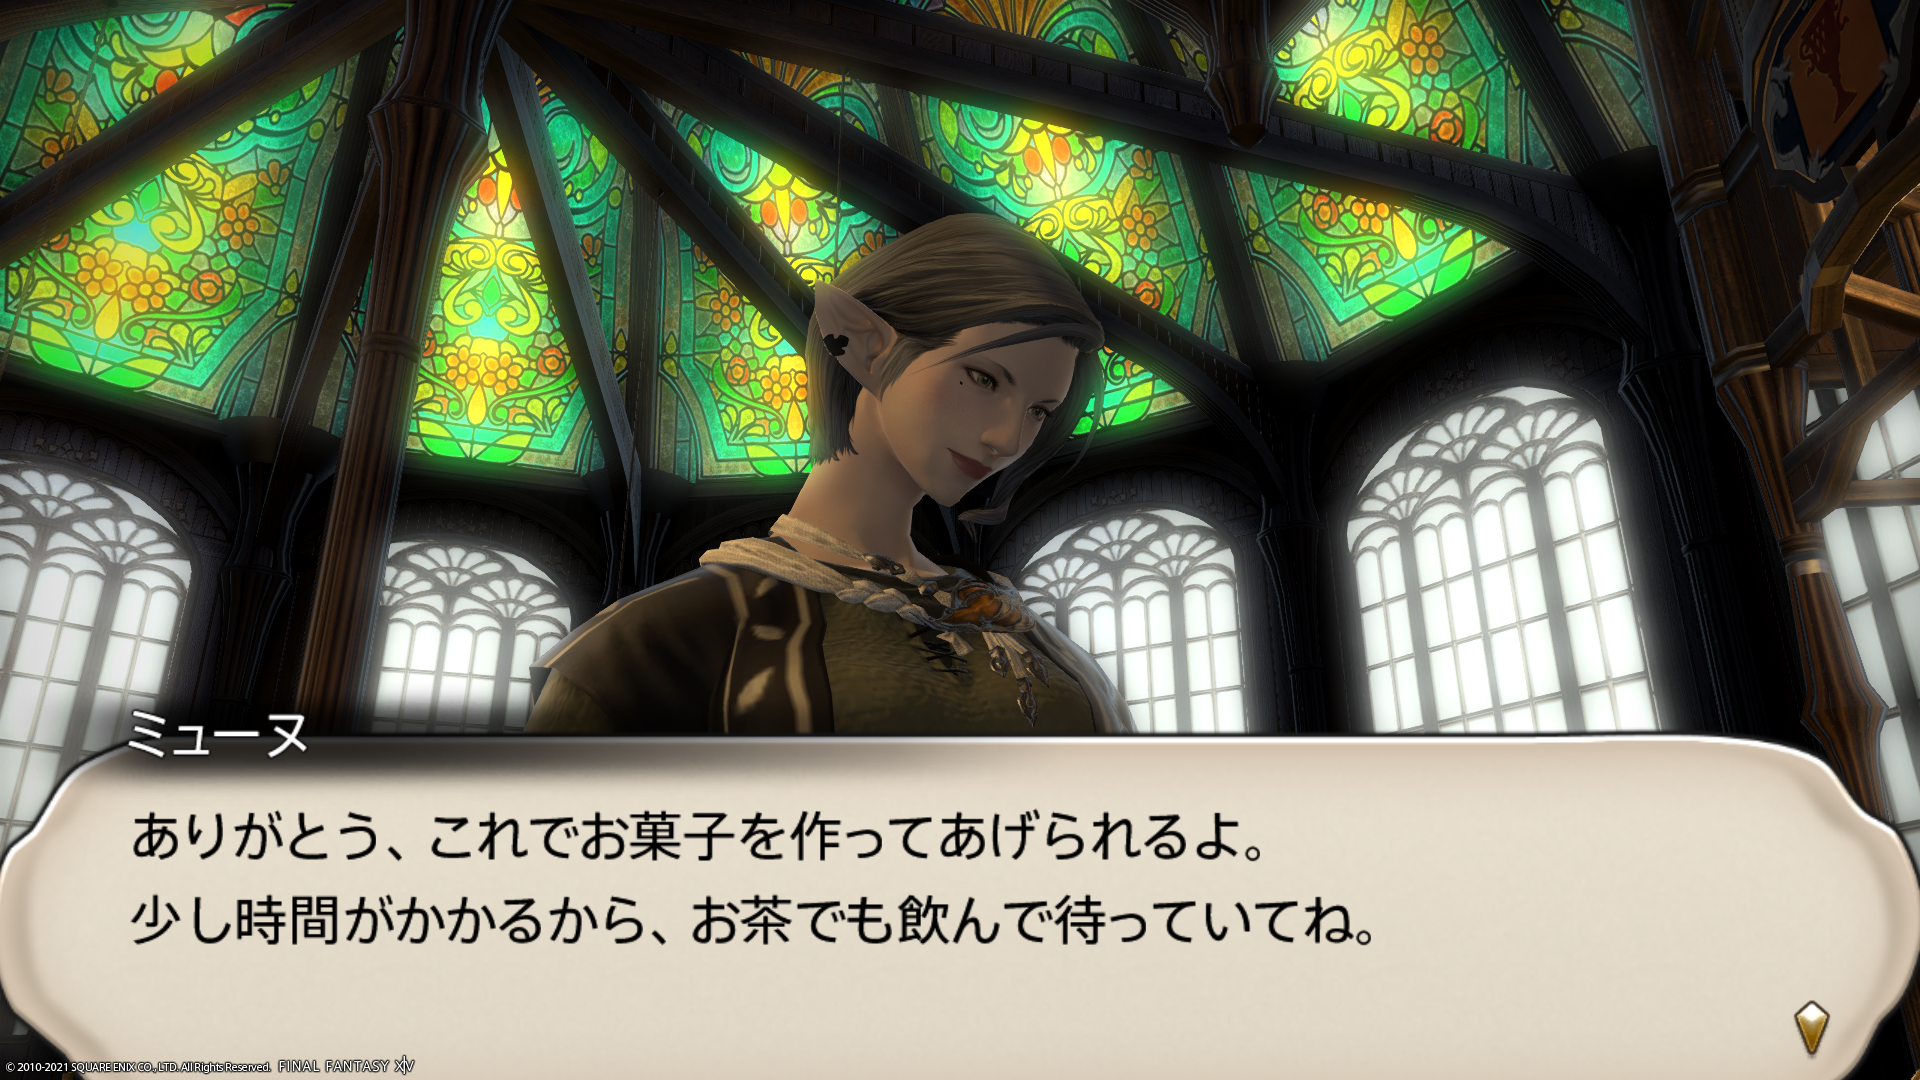 ミューヌ
ありがとう、これでお菓子を作ってあげられるよ。
少し時間がかかるから、お茶でも飲んで待っていてね。
© 2010-2021 SQUARE ENIX CO., LTD. All Rights Reserved. FINAL FANTASY XIV